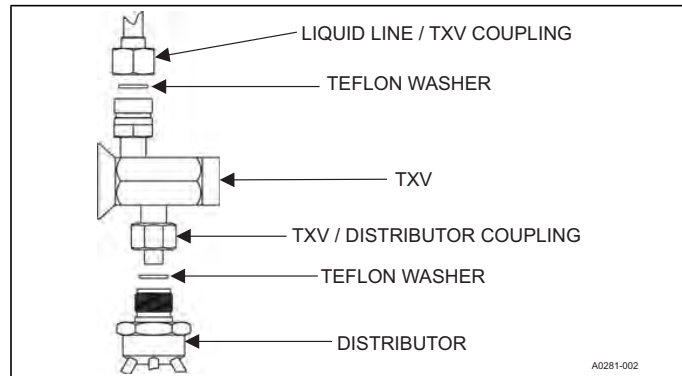 LIQUID LINE / TXV COUPLING
TEFLON WASHER
TXV
TXV / DISTRIBUTOR COUPLING
TEFLON WASHER
DISTRIBUTOR
A0281-002